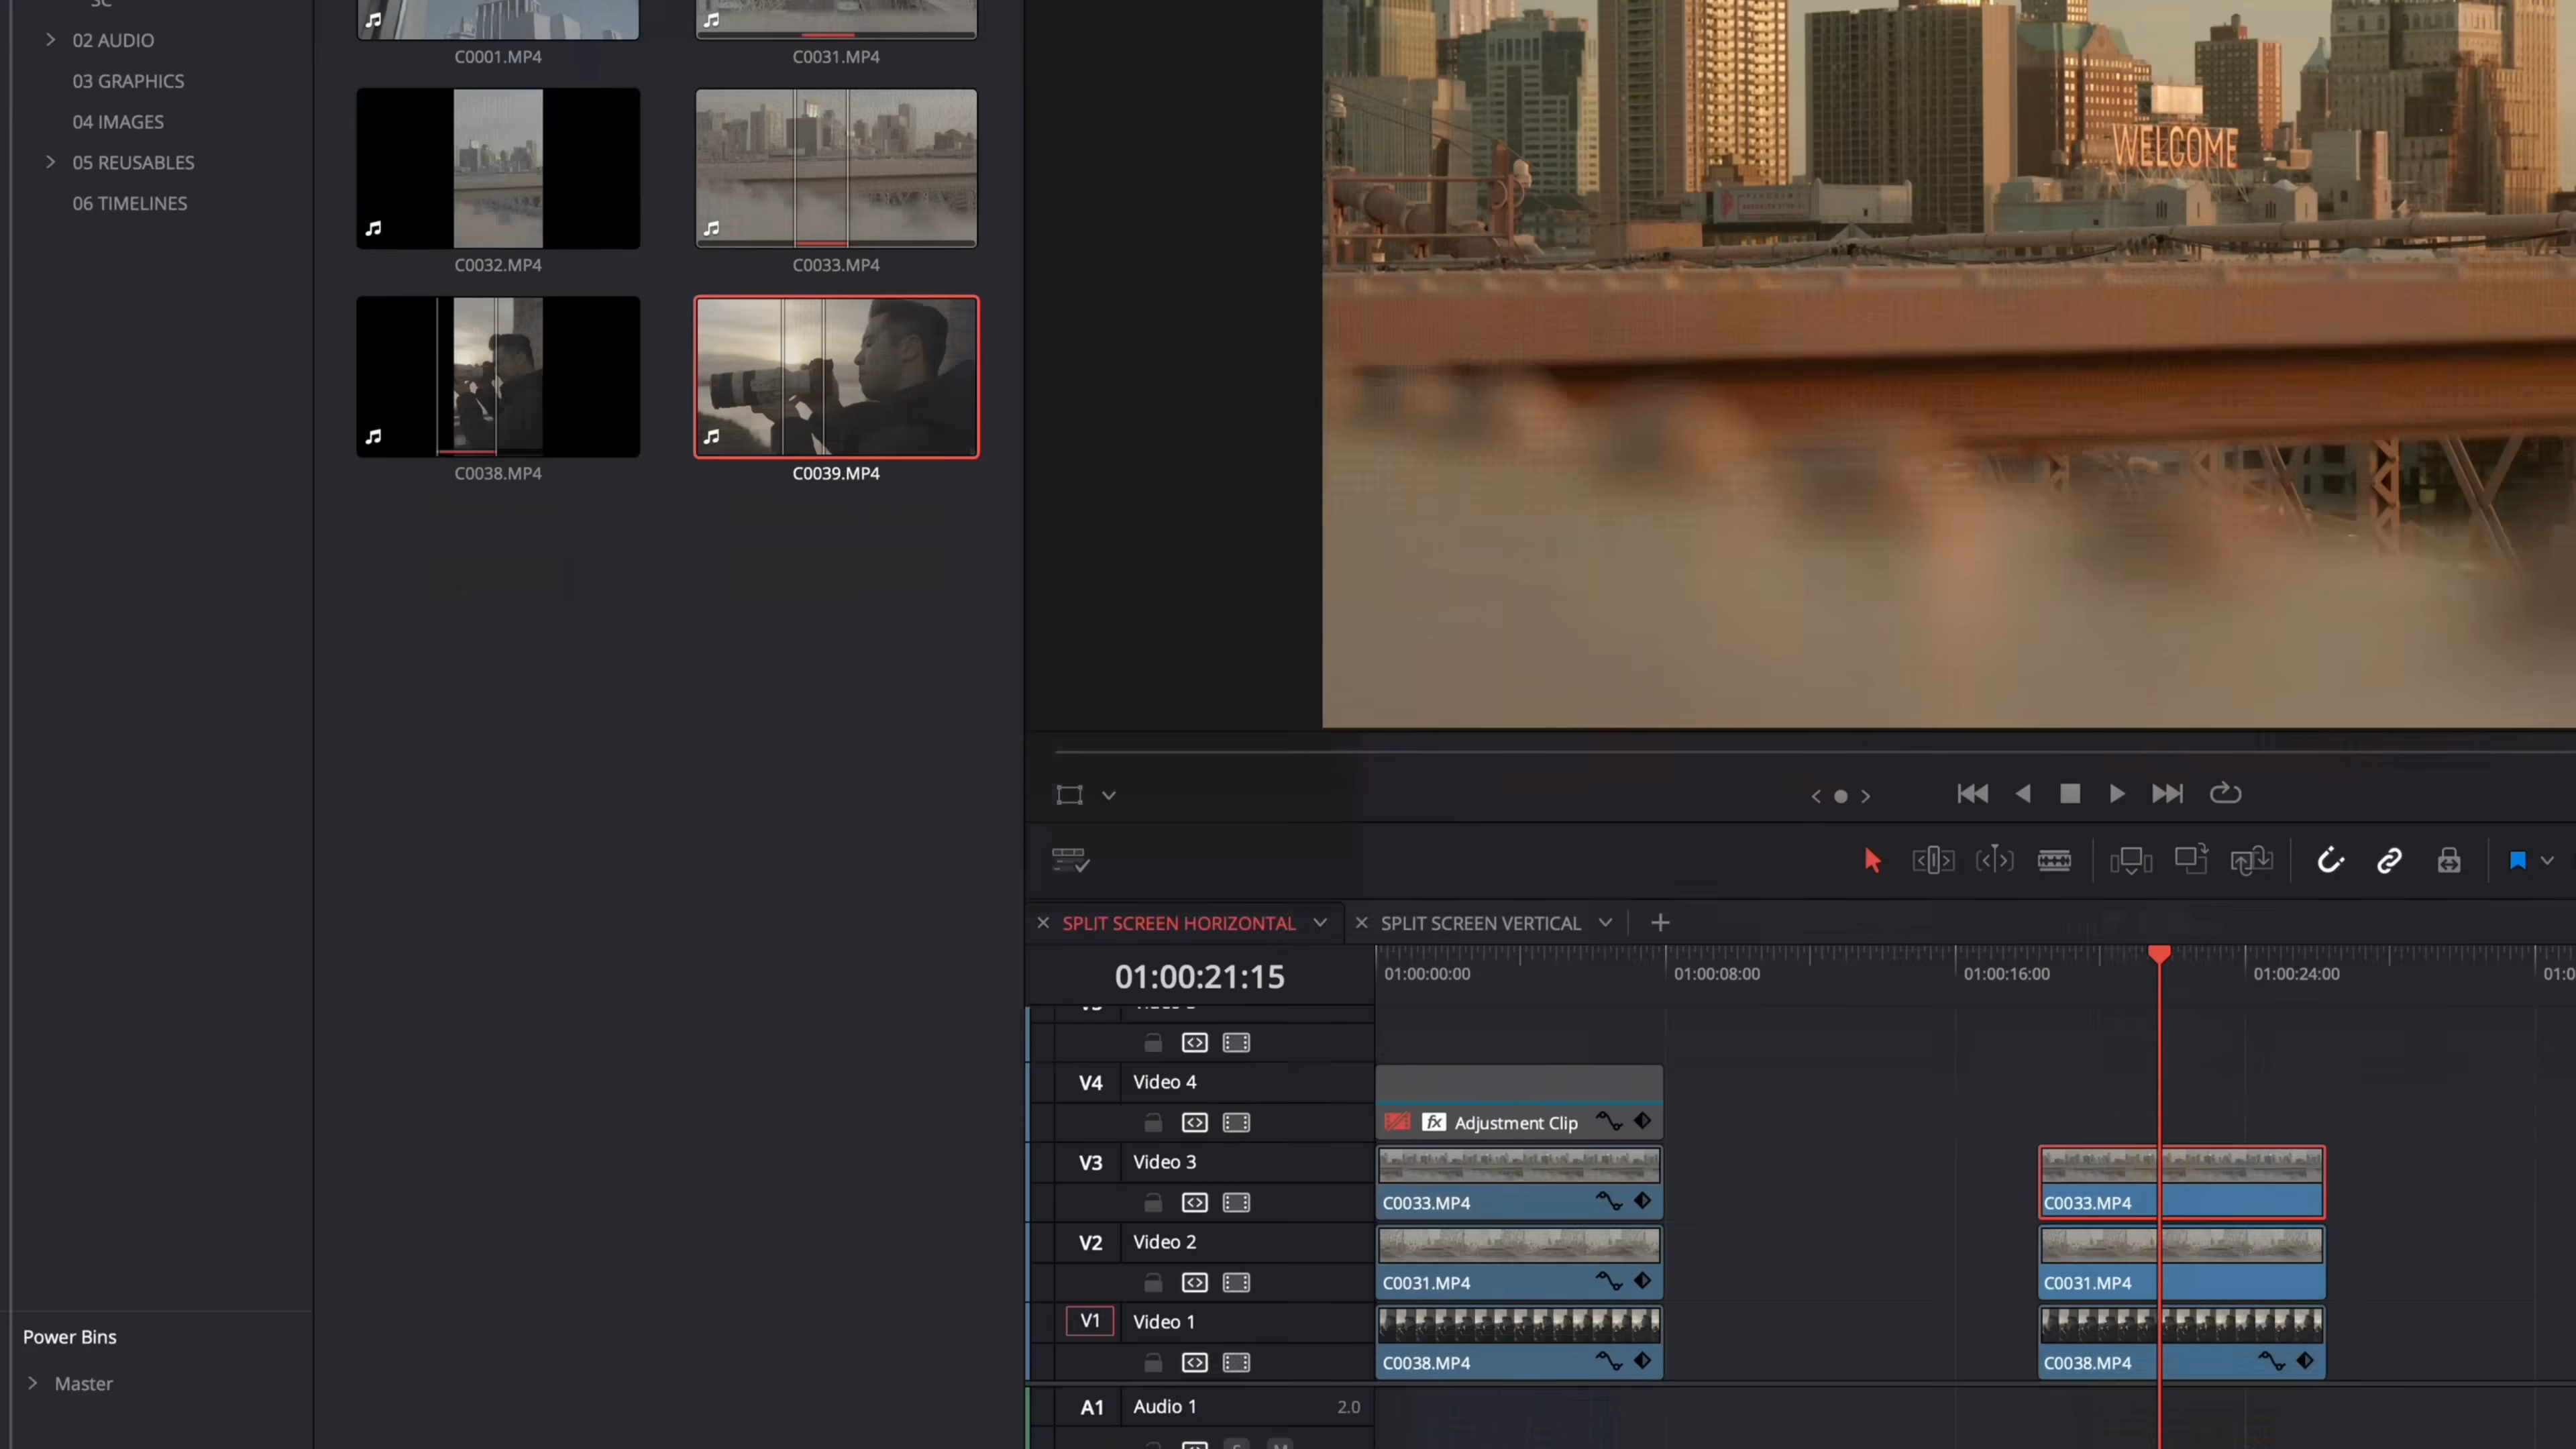 SC
02 AUDIO
03 GRAPHICS
04 IMAGES
05 REUSABLES
06 TIMELINES
Power Bins
Master
C0001.MP4
C0031.MP4
C0032.MP4
C0033.MP4
C0038.MP4
C0039.MP4
WELCOME
SPLIT SCREEN HORIZONTAL
SPLIT SCREEN VERTICAL
01:00:21:15
01:00:00:00
01:00:08:00
01:00:16:00
01:00:24:00
V4 Video 4
fx Adjustment Clip
V3 Video 3
C0033.MP4
C0033.MP4
V2 Video 2
C0031.MP4
C0031.MP4
V1 Video 1
C0038.MP4
C0038.MP4
A1 Audio 1 2.0